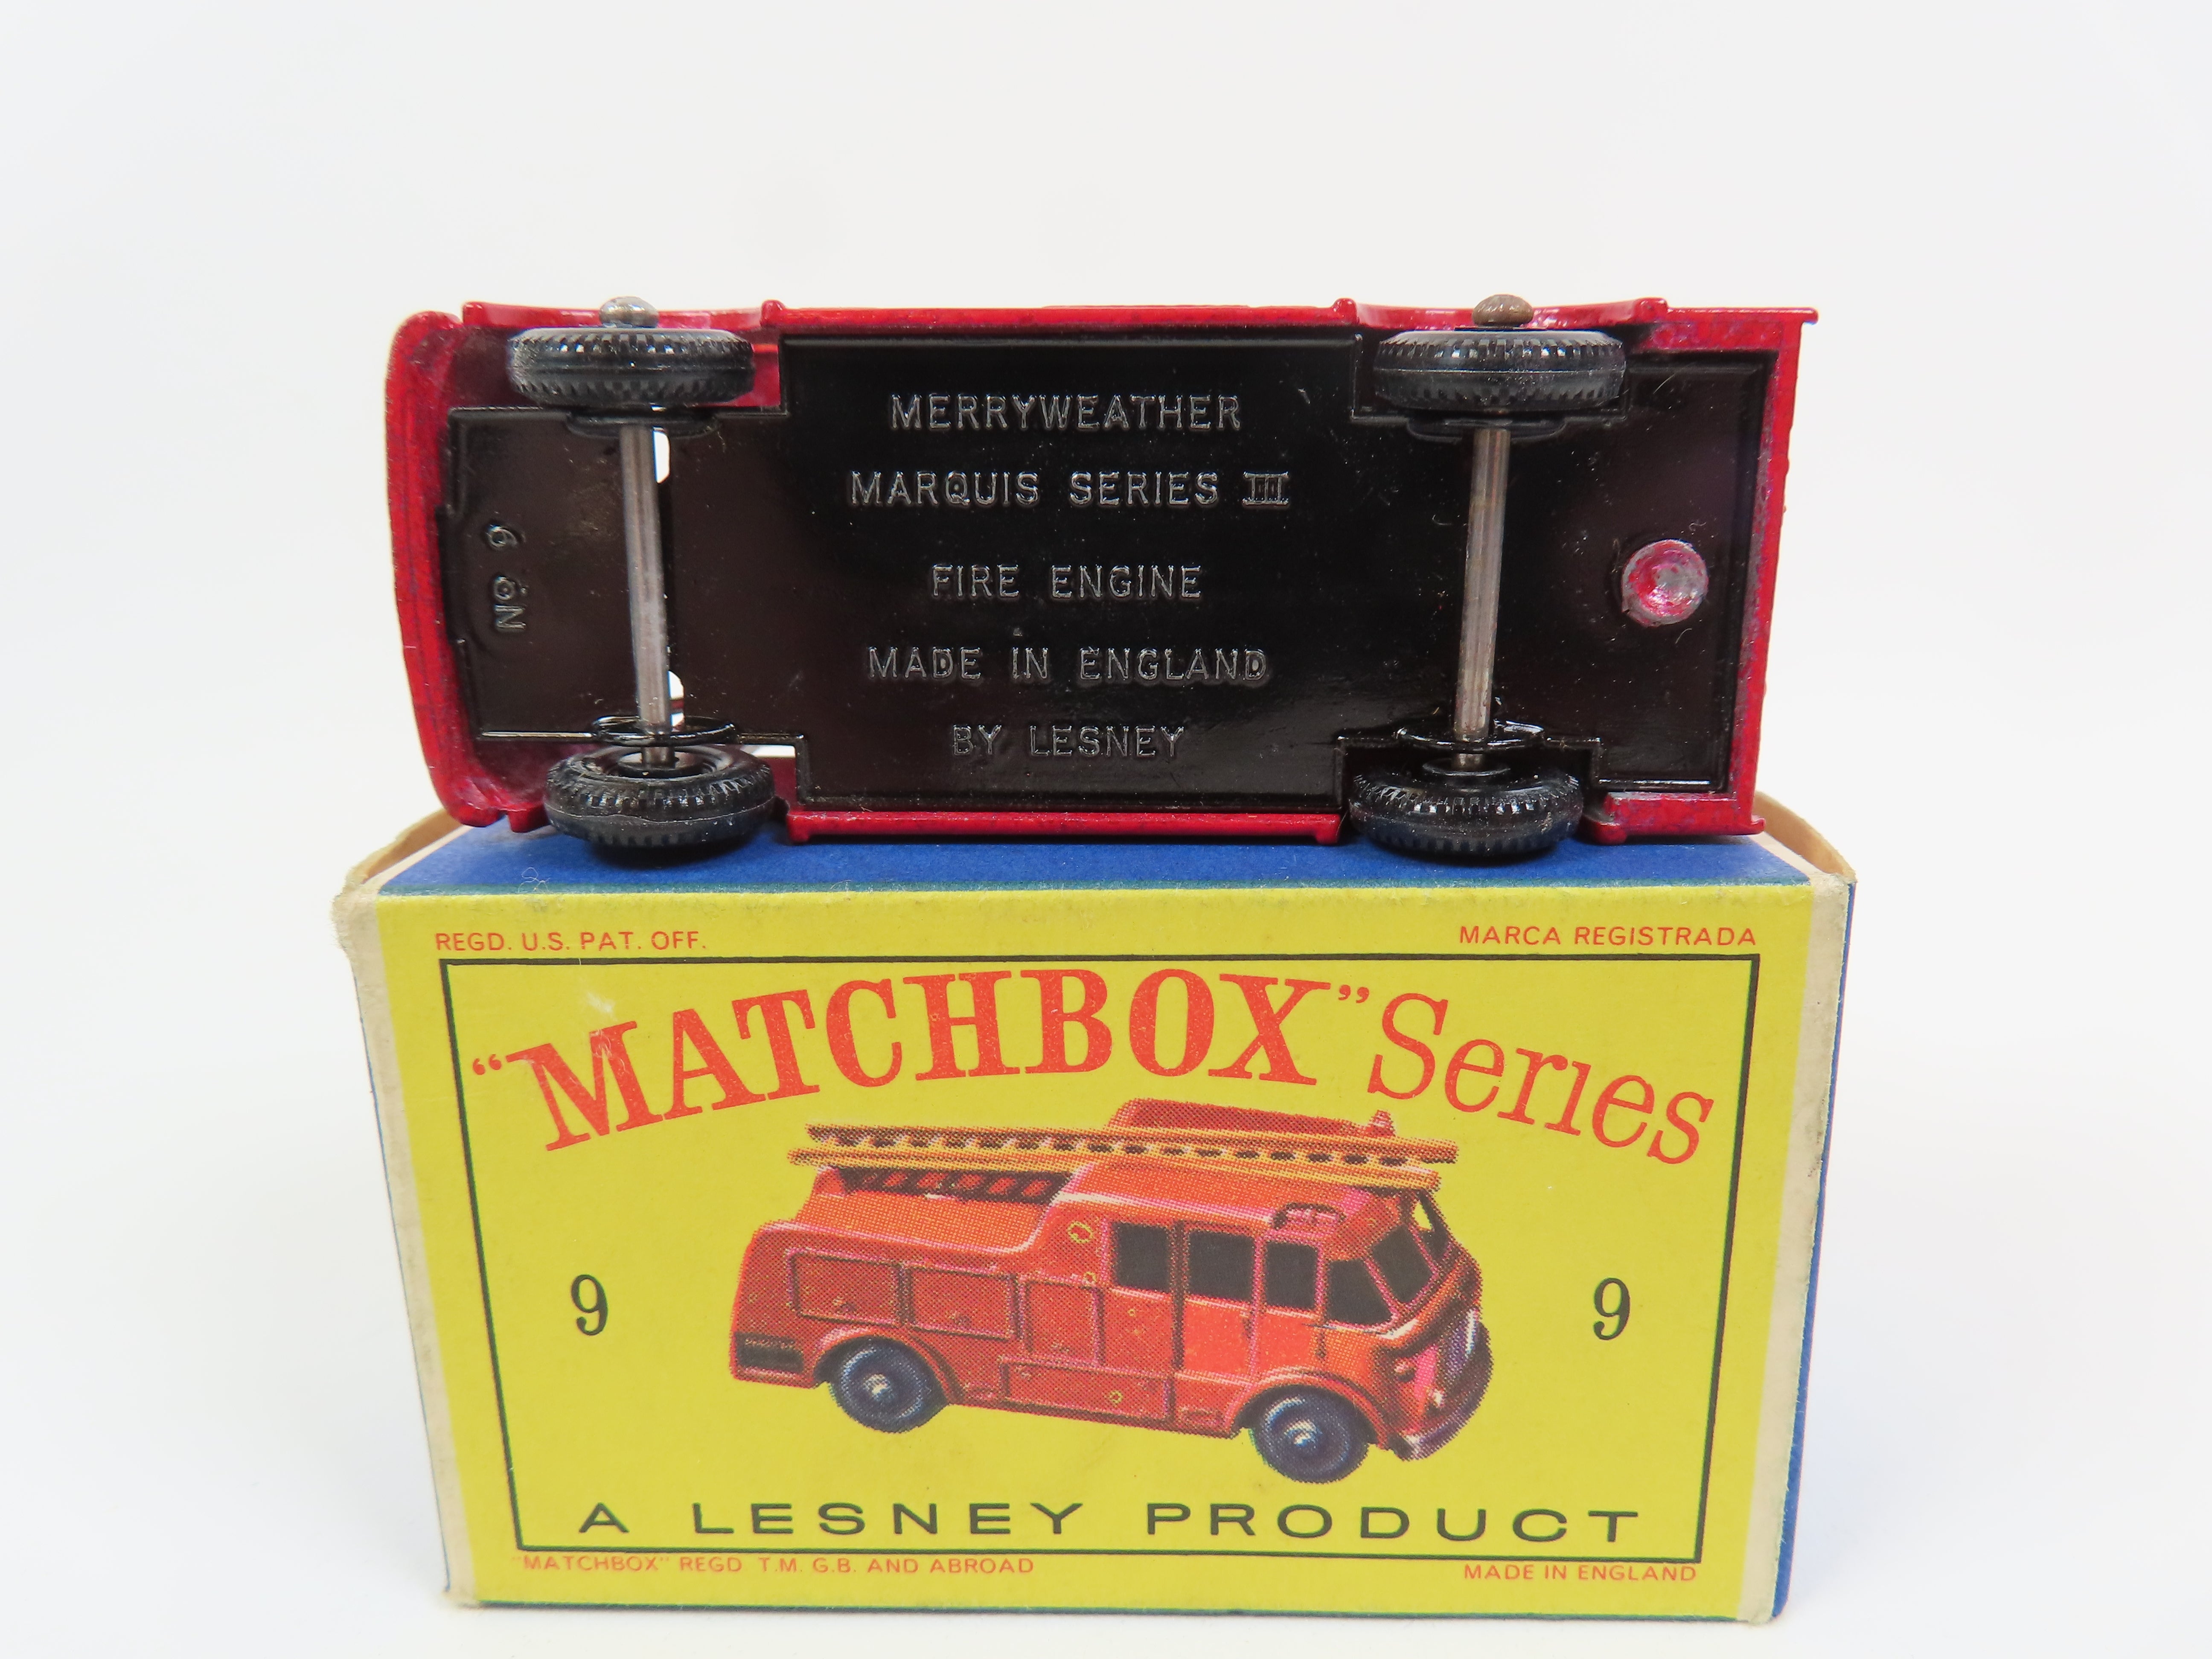 MERRYWEATHER
MARQUIS SERIES III
FIRE ENGINE
MADE IN ENGLAND
BY LESNEY
No 9
REGD. U.S. PAT. OFF.
MARCA REGISTRADA
"MATCHBOX" Series
9
9
A LESNEY PRODUCT
"MATCHBOX" REGD T.M. G.B. AND ABROAD
MADE IN ENGLAND